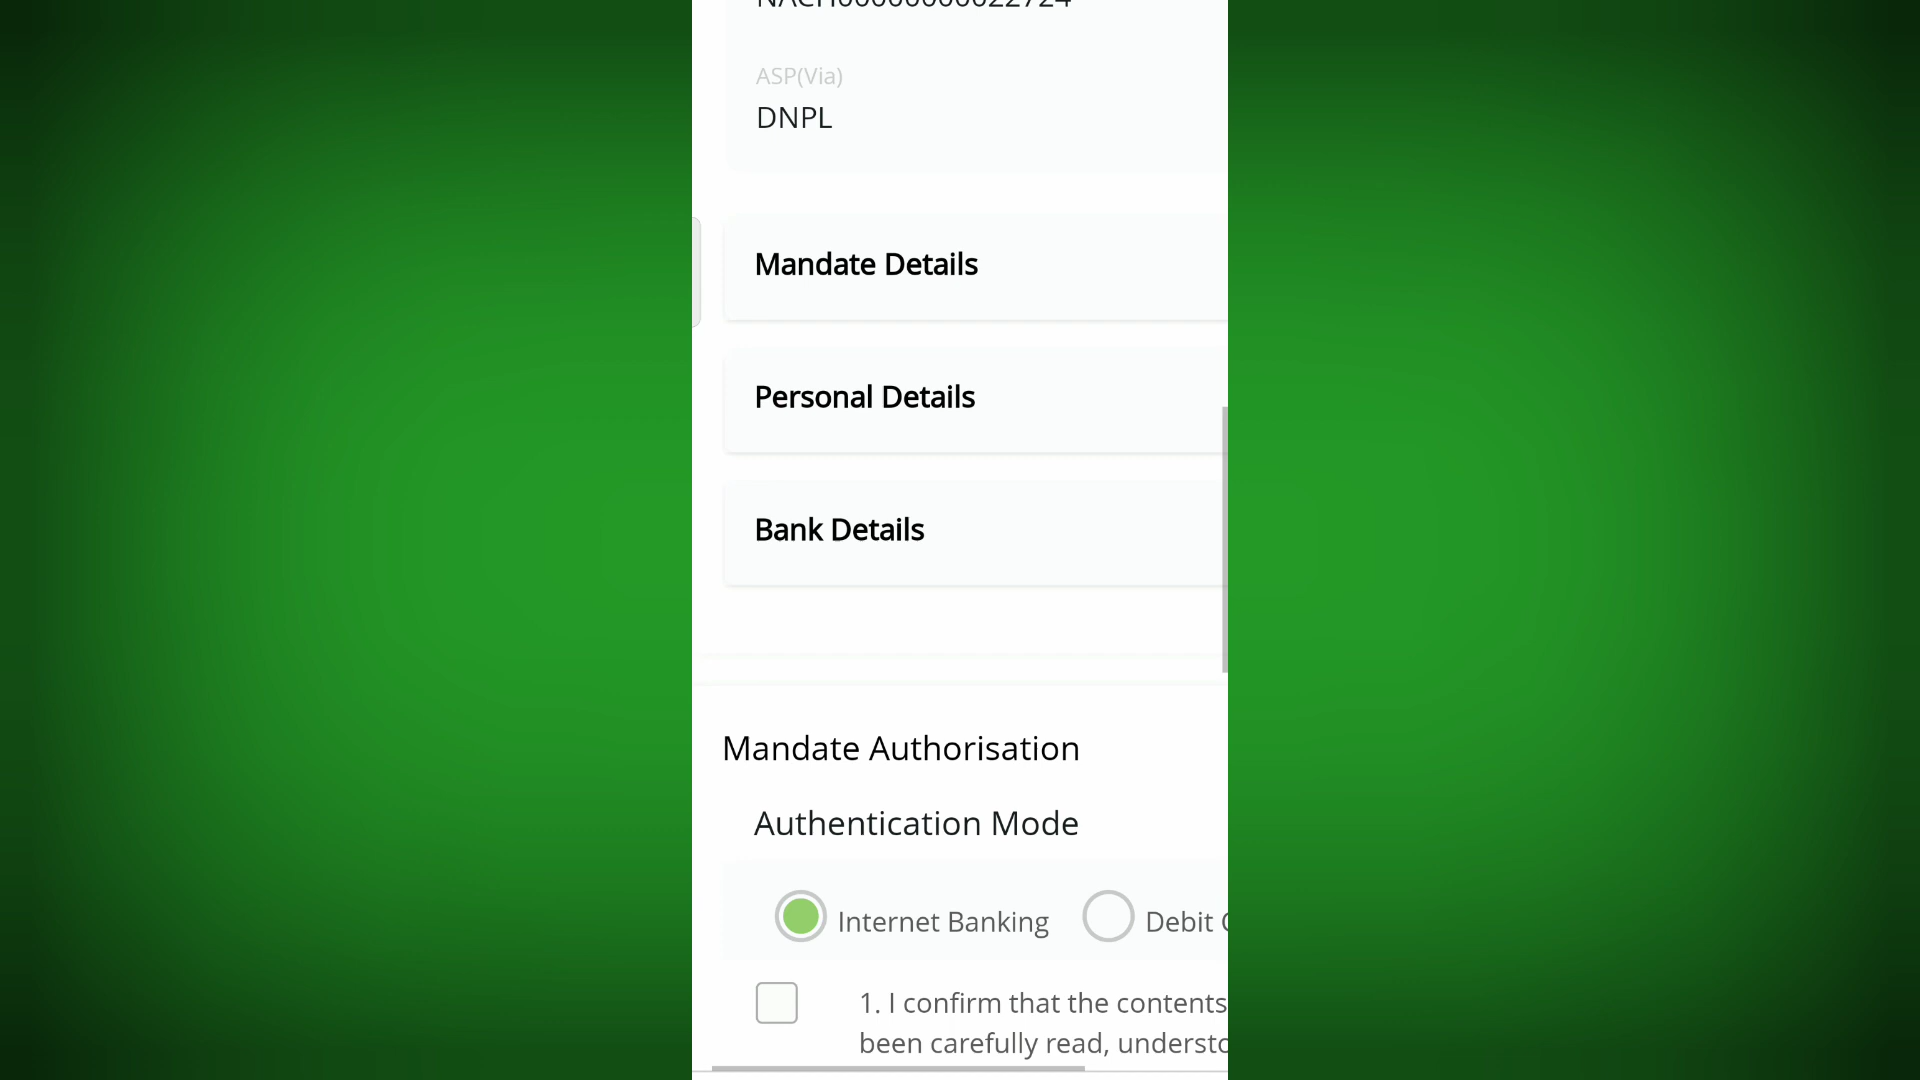 ASP(Via)
DNPL
Mandate Details
Personal Details
Bank Details
Mandate Authorisation
Authentication Mode
Internet Banking
Debit
1. I confirm that the contents
been carefully read,